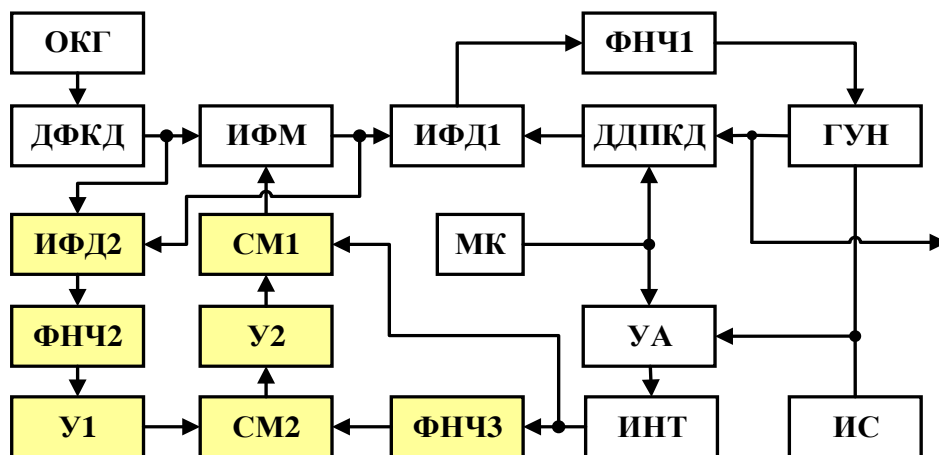 ОКГ
ФНЧ1
ДФКД
ИФМ
ИФД1
ДДПКД
ГУН
ИФД2
СМ1
МК
ФНЧ2
У2
УА
У1
СМ2
ФНЧ3
ИНТ
ИС